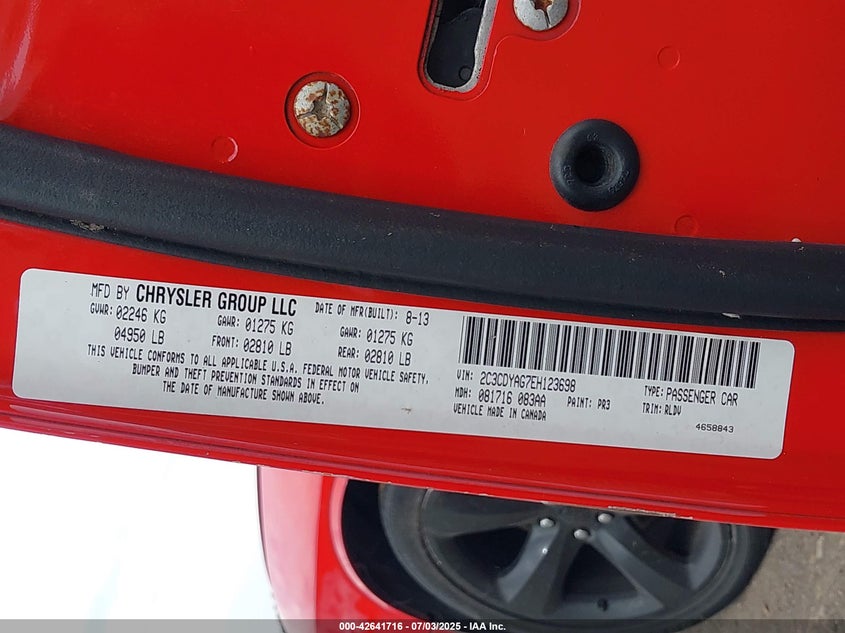 MFD BY CHRYSLER GROUP LLC DATE OF MFR(BUILT): 8-13
GVWR: 02246 KG GAWR: 01275 KG GAWR: 01275 KG
04950 LB FRONT: 02810 LB REAR: 02810 LB
THIS VEHICLE CONFORMS TO ALL APPLICABLE U.S.A. FEDERAL MOTOR VEHICLE SAFETY,
BUMPER AND THEFT PREVENTION STANDARDS IN EFFECT ON
THE DATE OF MANUFACTURE SHOWN ABOVE.
VIN: 2C3CDYAG7EH123698 TYPE: PASSENGER CAR
MDH: 081716 083AA PAINT: PR3 TRIM: RLDV
VEHICLE MADE IN CANADA
4658843
000-42641716 - 07/03/2025 - IAA Inc.